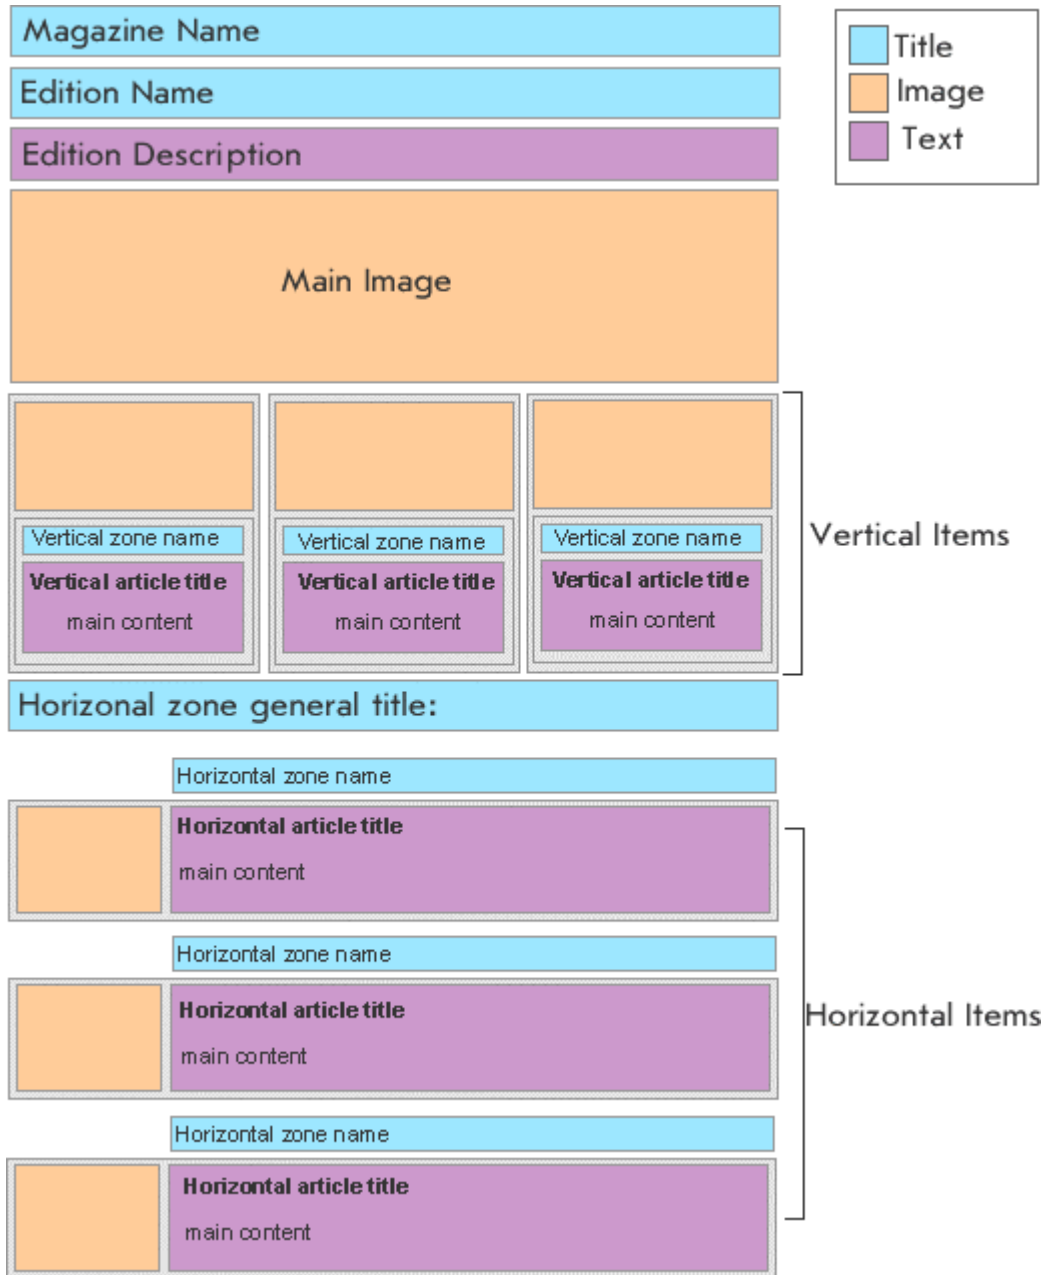 Magazine Name
Edition Name
Edition Description
Title
Image
Text
Main Image
Vertical zone name
Vertical article title
main content
Vertical zone name
Vertical article title
main content
Vertical zone name
Vertical article title
main content
Vertical Items
Horizonal zone general title:
Horizontal zone name
Horizontal article title
main content
Horizontal zone name
Horizontal article title
main content
Horizontal Items
Horizontal zone name
Horizontal article title
main content